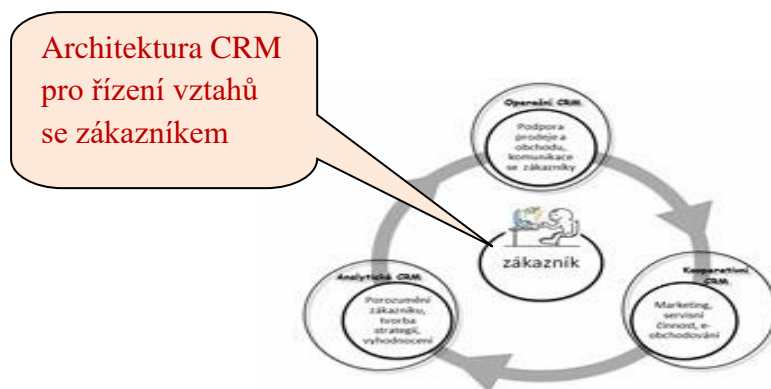 Architektura CRM
pro řízení vztahů
se zákazníkem
Operační CRM
Podpora
prodeje a
obchodu,
komunikace
se zákazníky
zákazník
Analytické CRM
Porozumění
zákazníku,
tvorba
strategií,
vyhodnocení
Kooperativní
CRM
Marketing,
servisní
činnost, e-
obchodování